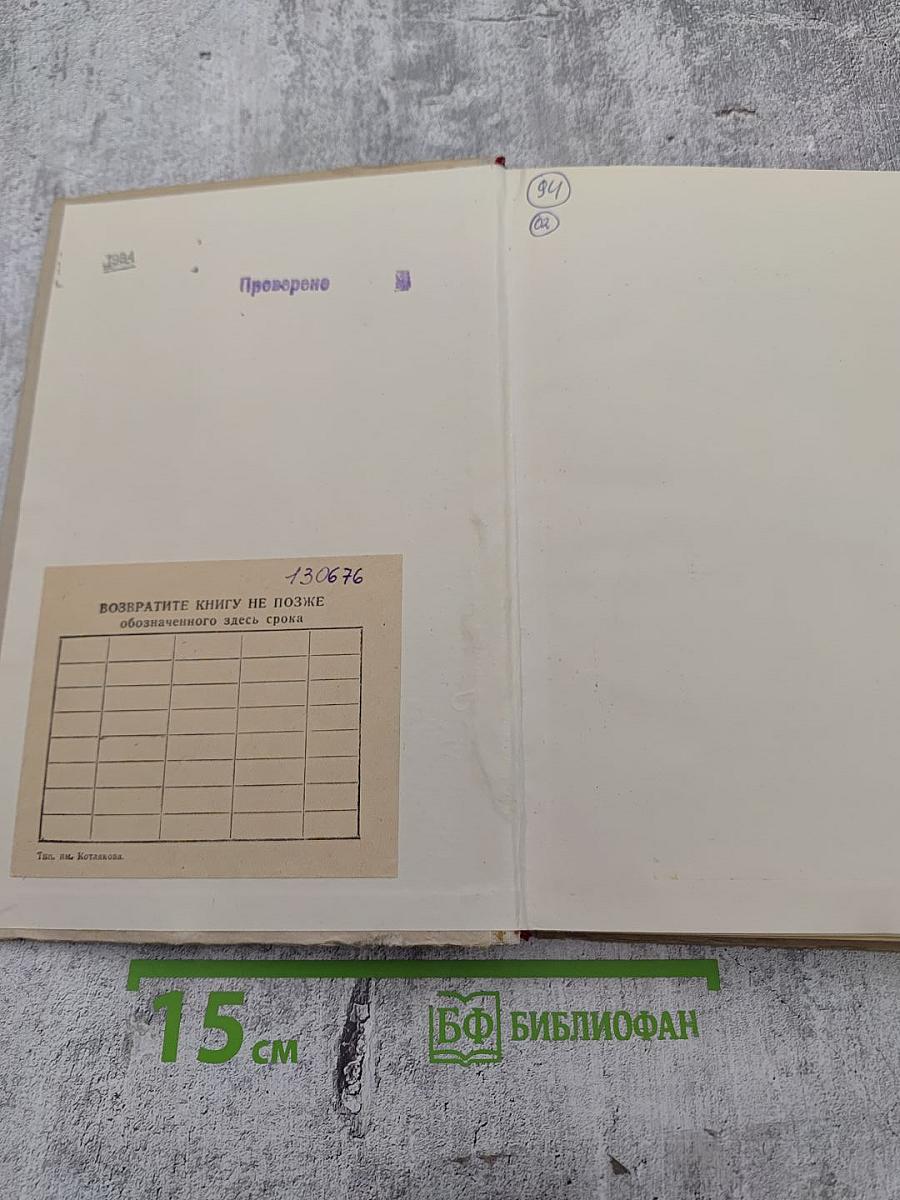 1984
Проверено
94
02
130676
ВОЗВРАТИТЕ КНИГУ НЕ ПОЗЖЕ
обозначенного здесь срока
Тип. им. Котлякова.
15 см
БФ БИБЛИОФАН